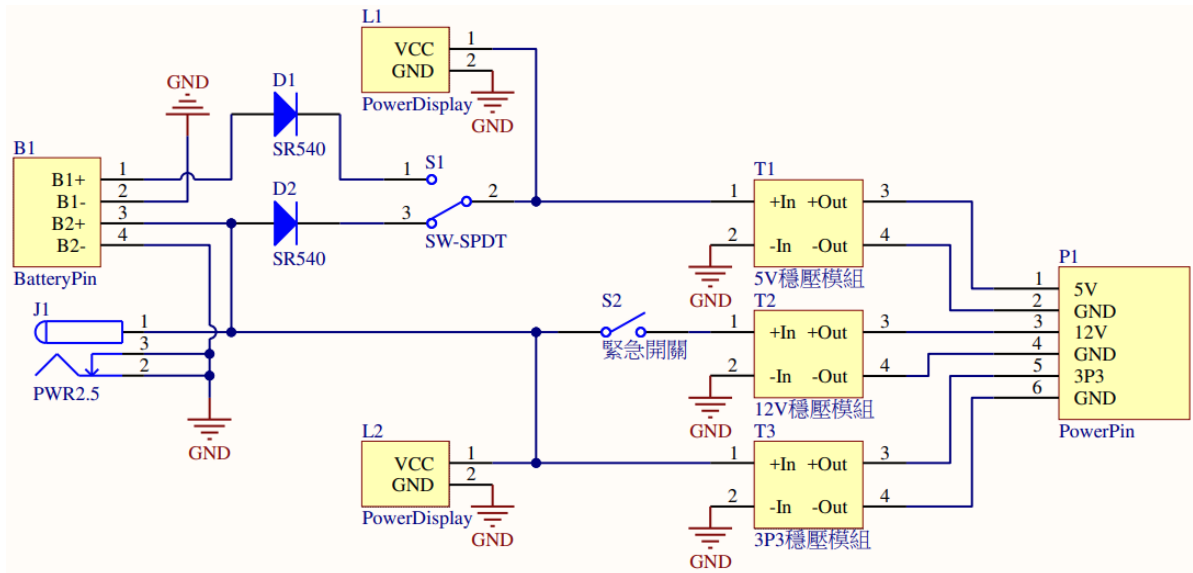 L1
VCC 1
GND 2
PowerDisplay
GND
GND
D1
SR540
B1
B1+ 1
B1- 2
B2+ 3
B2- 4
BatteryPin
D2
SR540
1 S1
3 2
SW-SPDT
T1
1 +In +Out 3
2 -In -Out 4
GND
5V穩壓模組
J1
1
3
2
PWR2.5
GND
S2
緊急開關
T2
1 +In +Out 3
2 -In -Out 4
GND
12V穩壓模組
P1
1 5V
2 GND
3 12V
4 GND
5 3P3
6 GND
PowerPin
L2
VCC 1
GND 2
PowerDisplay
GND
T3
1 +In +Out 3
2 -In -Out 4
GND
3P3穩壓模組